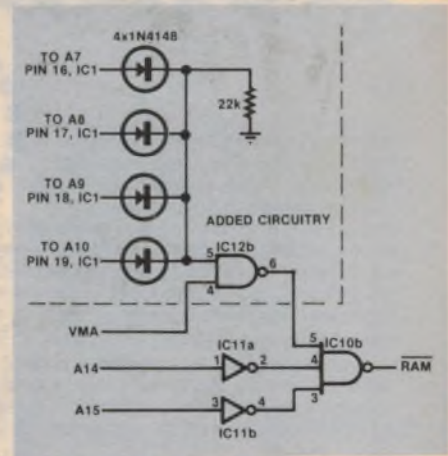 4x1N4148
TO A7
PIN 16, IC1
22k
TO A8
PIN 17, IC1
TO A9
PIN 18, IC1
ADDED CIRCUITRY
TO A10
PIN 19, IC1
5
IC12b
6
4
VMA
5
IC10b
A14
1
2
4
RAM
IC11a
3
A15
3
4
IC11b